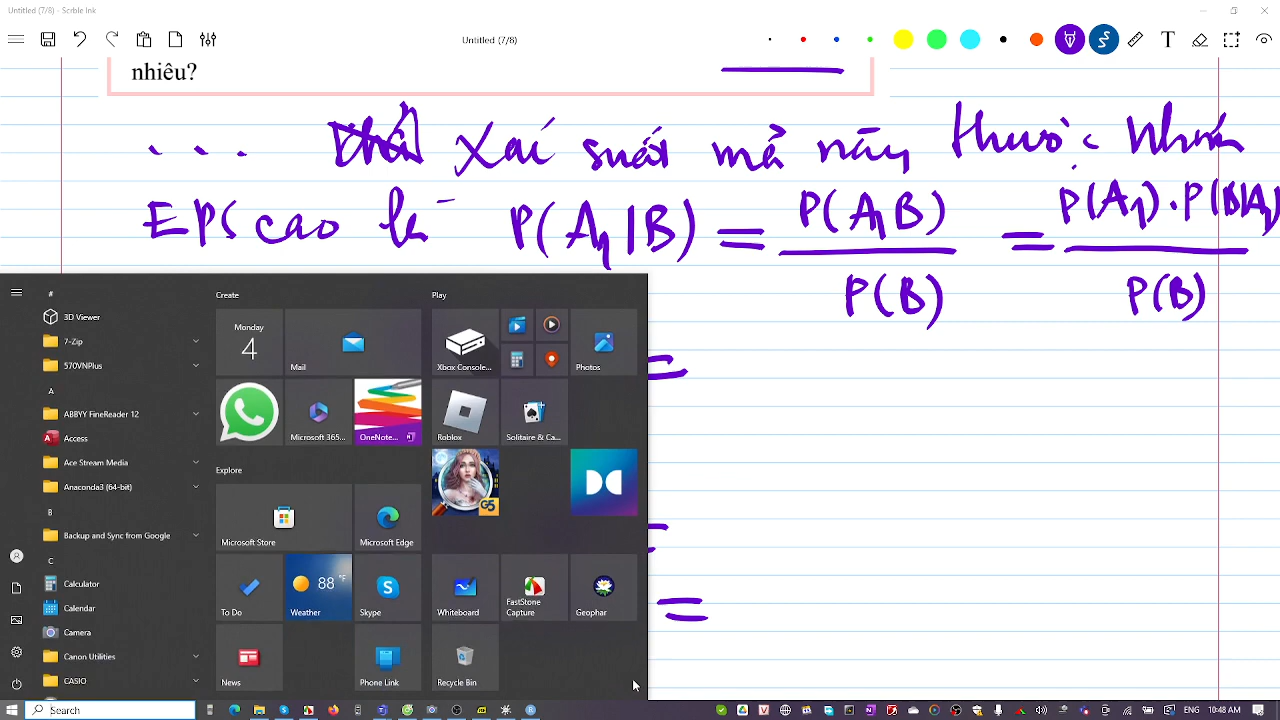 Untitled (7/8) - Scrble Ink
Untitled (7/8)
T
nhiêu?
... Xác suất mã này thuộc nhóm
EPS cao là P(A₁|B) = P(A₁B) / P(B) = P(A₁).P(B|A₁) / P(B)
=
=
=
#
3D Viewer
7-Zip
570VNPlus
A
ABBYY FineReader 12
Access
Ace Stream Media
Anaconda3 (64-bit)
B
Backup and Sync from Google
C
Calculator
Calendar
Camera
Canon Utilities
CASIO
Create
Monday
4
Mail
Microsoft 365...
OneNote...
Explore
Microsoft Store
Microsoft Edge
To Do
88 °F
Weather
Skype
News
Phone Link
Play
Xbox Console...
Photos
Roblox
Solitaire & Ca...
G5
Whiteboard
FastStone
Capture
Geophar
Recycle Bin
Search
10:48 AM